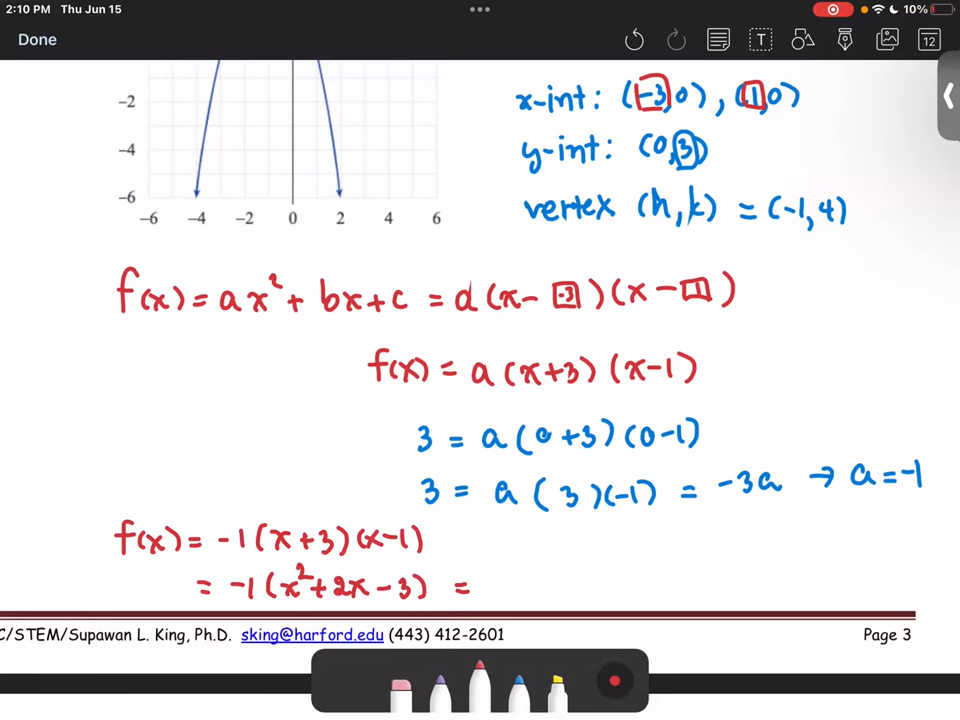 2:10 PM Thu Jun 15
10%
Done
T
12
-2
-4
-6
-6 -4 -2 0 2 4 6
x-int: (-3,0), (1,0)
y-int: (0,3)
vertex (h,k) = (-1,4)
f(x) = ax² + bx + c = a(x - -3)(x - 1)
f(x) = a(x+3)(x-1)
3 = a(0+3)(0-1)
3 = a(3)(-1) = -3a → a = -1
f(x) = -1(x+3)(x-1)
= -1(x²+2x-3) =
C/STEM/Supawan L. King, Ph.D. sking@harford.edu (443) 412-2601 Page 3